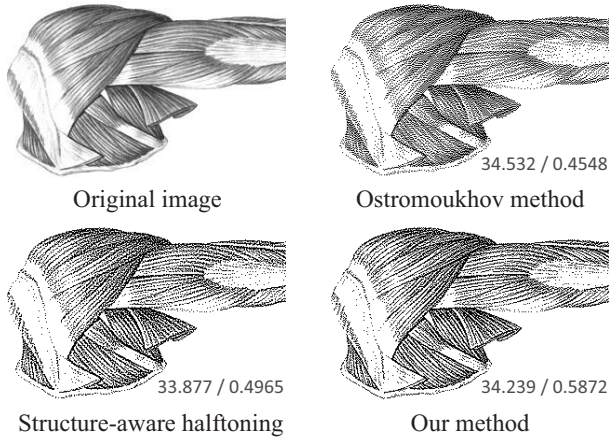 34.532 / 0.4548
Original image
Ostromoukhov method
33.877 / 0.4965
34.239 / 0.5872
Structure-aware halftoning
Our method